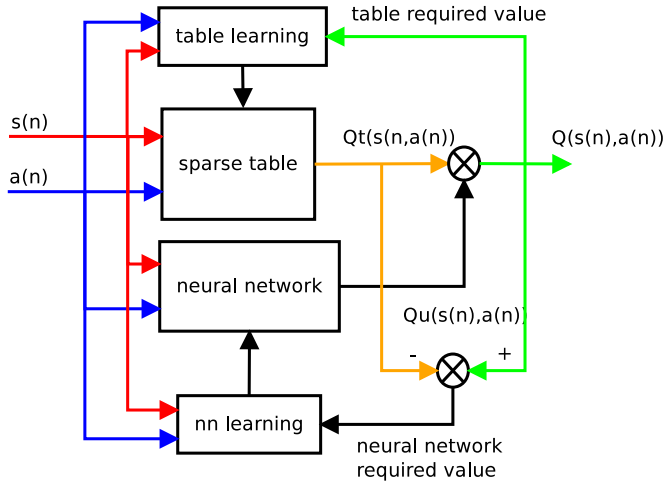 table required value
table learning
s(n)
Qt(s(n,a(n))
Q(s(n),a(n))
sparse table
a(n)
neural network
Qu(s(n),a(n))
- +
nn learning
neural network
required value